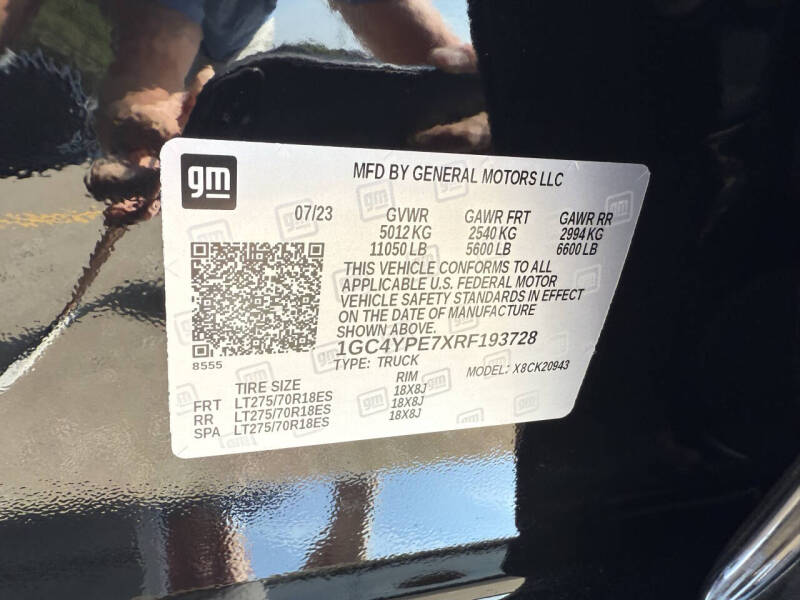 gm MFD BY GENERAL MOTORS LLC
07/23 GVWR GAWR FRT GAWR RR
5012 KG 2540 KG 2994 KG
11050 LB 5600 LB 6600 LB
THIS VEHICLE CONFORMS TO ALL
APPLICABLE U.S. FEDERAL MOTOR
VEHICLE SAFETY STANDARDS IN EFFECT
ON THE DATE OF MANUFACTURE
SHOWN ABOVE.
1GC4YPE7XRF193728
8555 TYPE: TRUCK MODEL: X8CK20943
TIRE SIZE RIM
FRT LT275/70R18ES 18X8J
RR LT275/70R18ES 18X8J
SPA LT275/70R18ES 18X8J